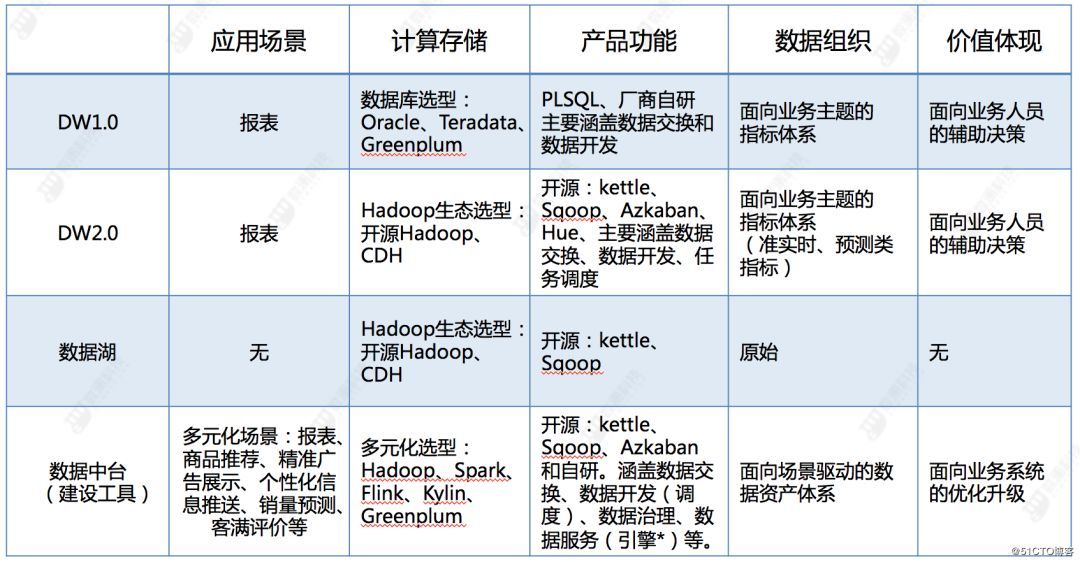 应用场景
计算存储
产品功能
数据组织
价值体现
DW1.0
报表
数据库选型：
Oracle、Teradata、
Greenplum
PLSQL、厂商自研
主要涵盖数据交换和
数据开发
面向业务主题的
指标体系
面向业务人员
的辅助决策
DW2.0
报表
Hadoop生态选型：
开源Hadoop、
CDH
开源：kettle、
Sqoop、Azkaban、
Hue、主要涵盖数据
交换、数据开发、任
务调度
面向业务主题的
指标体系
（准实时、预测类
指标）
面向业务人员
的辅助决策
数据湖
无
Hadoop生态选型：
开源Hadoop、
CDH
开源：kettle、
Sqoop
原始
无
数据中台
（建设工具）
多元化场景：报表、
商品推荐、精准广
告展示、个性化信
息推送、销量预测、
客满评价等
多元化选型：
Hadoop、Spark、
Flink、Kylin、
Greenplum
开源：kettle、
Sqoop、Azkaban
和自研。涵盖数据交
换、数据开发（调
度）、数据治理、数
据服务（引擎*）等。
面向场景驱动的数
据资产体系
面向业务系统
的优化升级
@51CTO博客